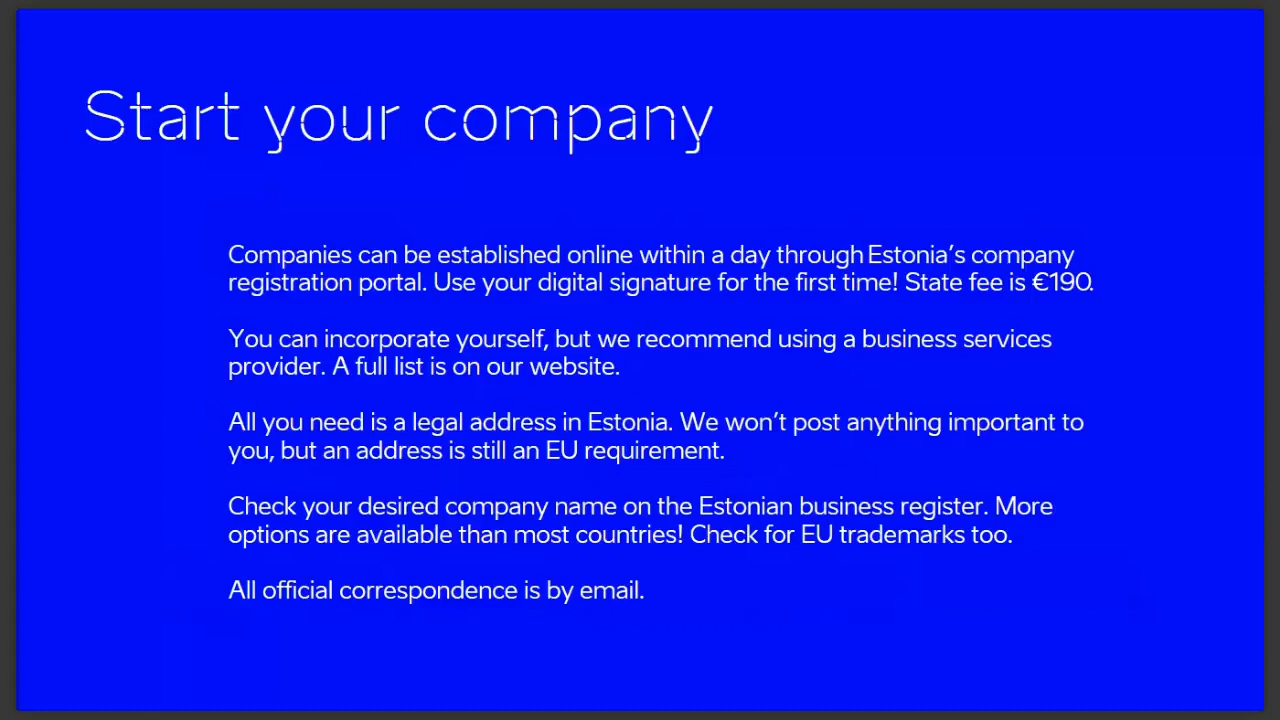 Start your company
Companies can be established online within a day through Estonia’s company
registration portal. Use your digital signature for the first time! State fee is €190.
You can incorporate yourself, but we recommend using a business services
provider. A full list is on our website.
All you need is a legal address in Estonia. We won’t post anything important to
you, but an address is still an EU requirement.
Check your desired company name on the Estonian business register. More
options are available than most countries! Check for EU trademarks too.
All official correspondence is by email.